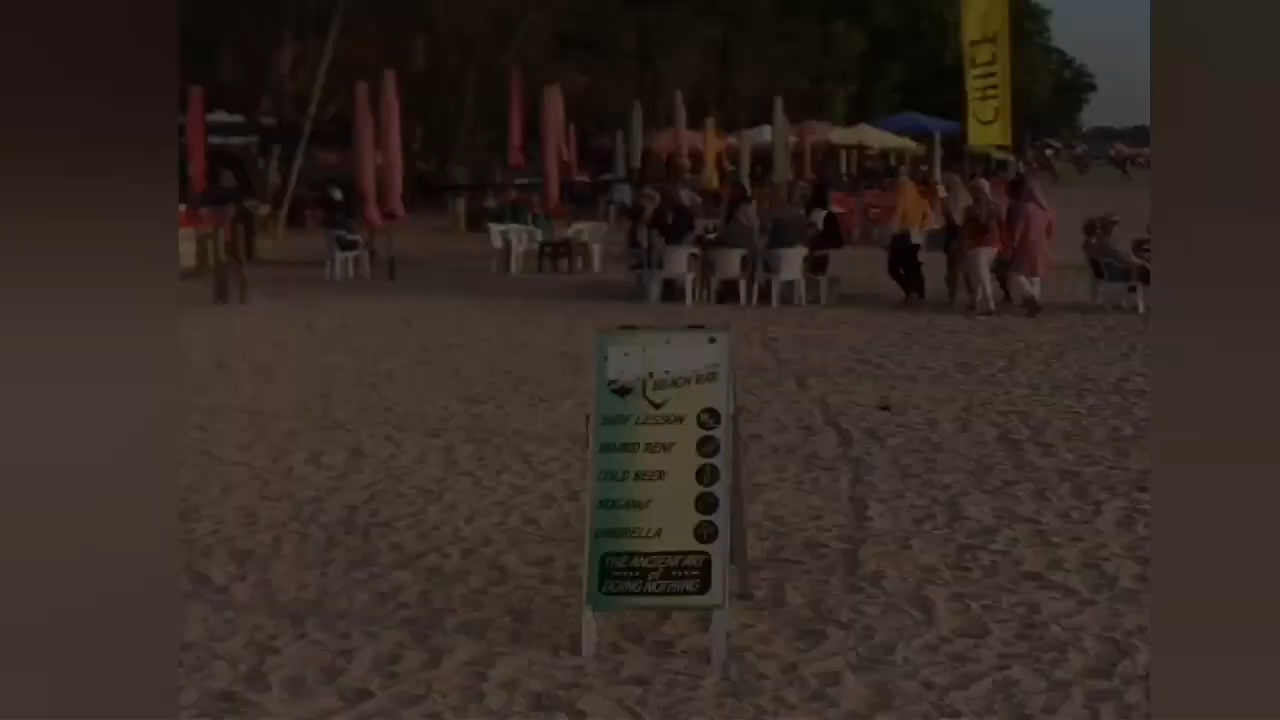 CHILL
BEACH BAR
SURF LESSON
BOARD RENT
COLD BEER
UMBRELLA
THE ANCIENT ART
of
DOING NOTHING